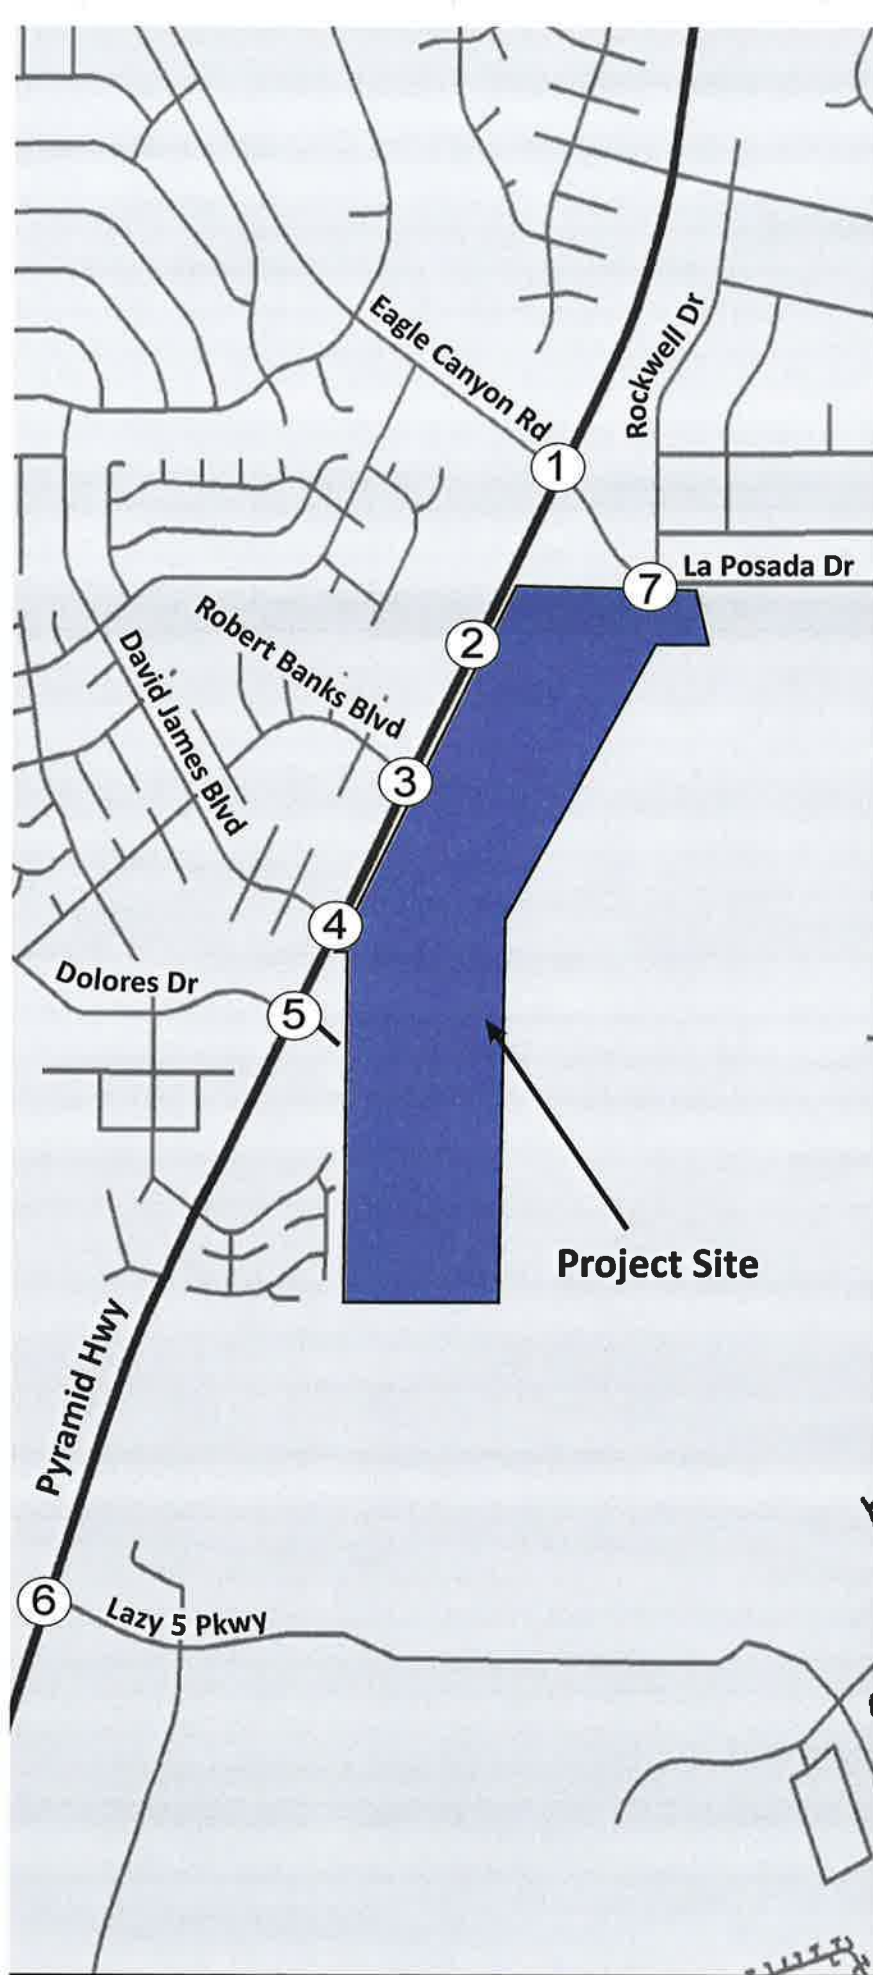 Eagle Canyon Rd
Rockwell Dr
1
La Posada Dr
7
Robert Banks Blvd
2
David James Blvd
3
4
Dolores Dr
5
Project Site
Pyramid Hwy
6
Lazy 5 Pkwy